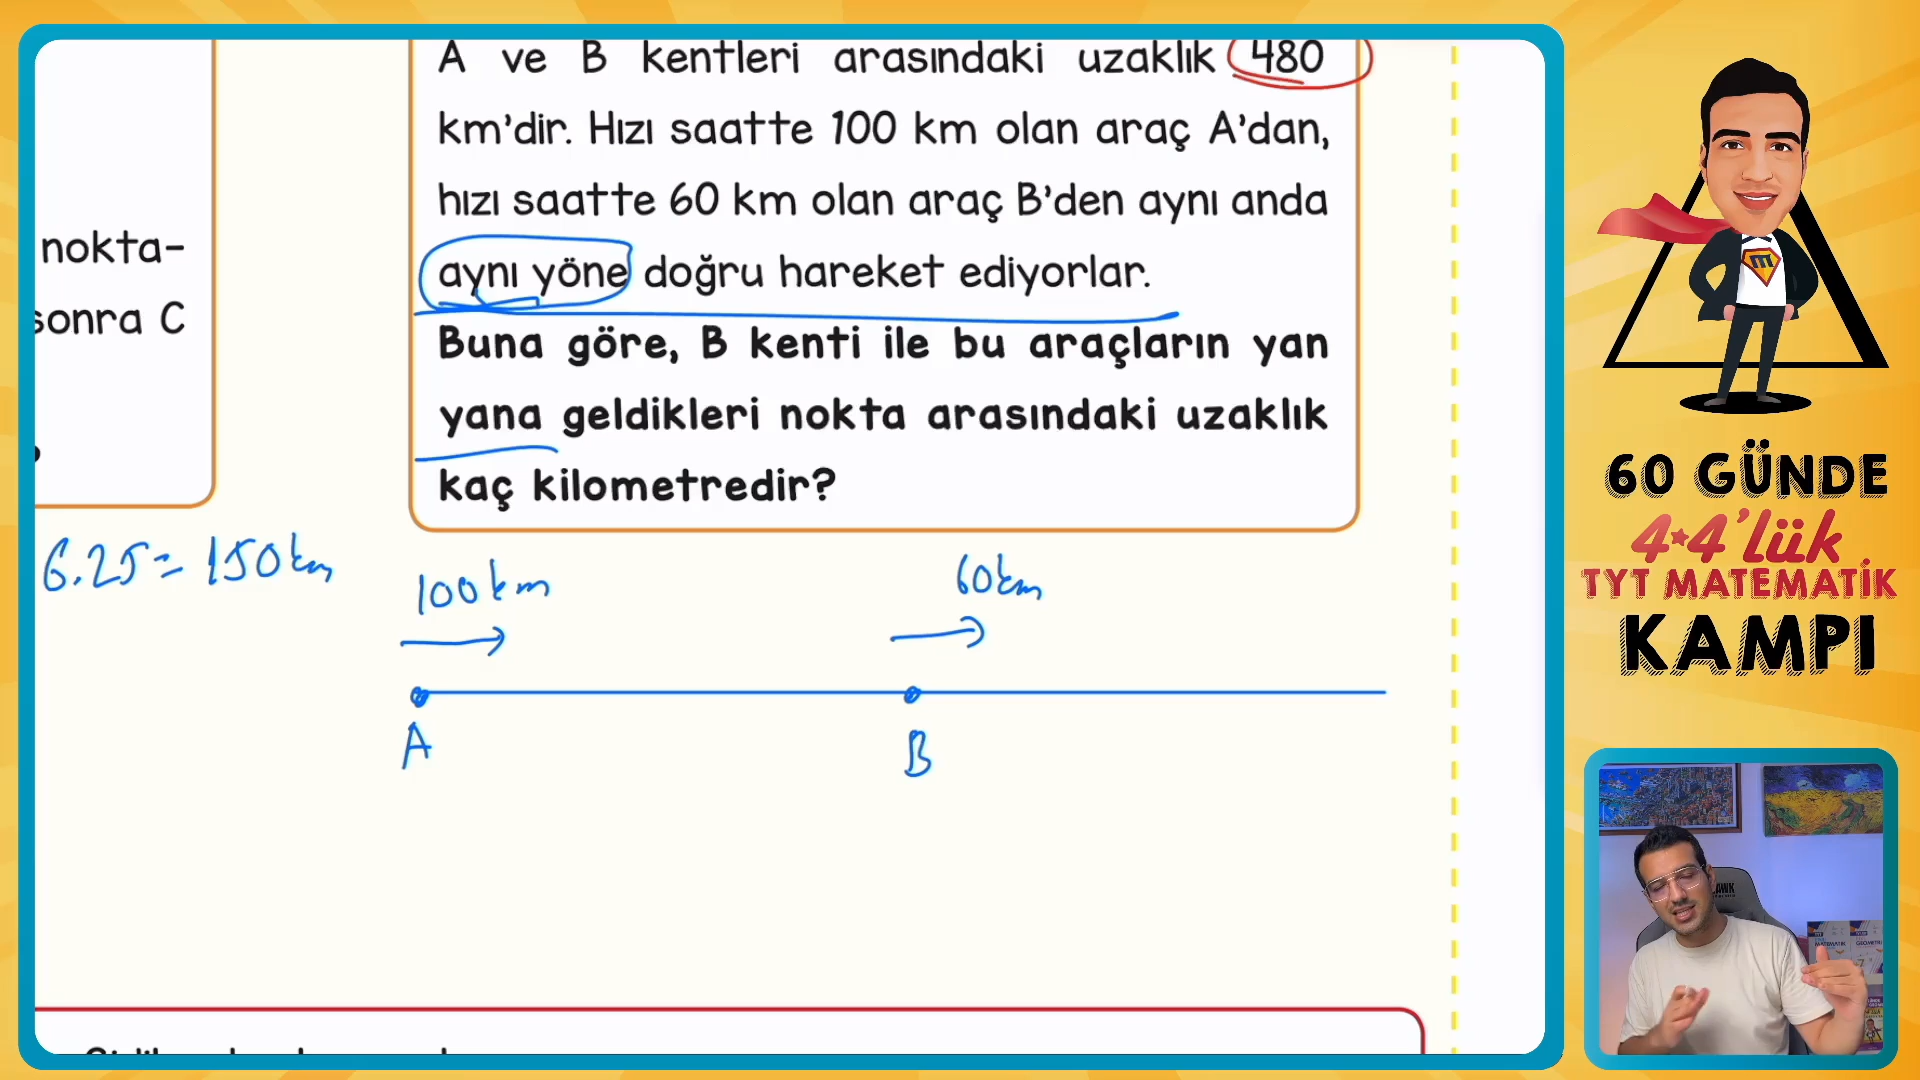 A ve B kentleri arasındaki uzaklık 480
km'dir. Hızı saatte 100 km olan araç A'dan,
hızı saatte 60 km olan araç B'den aynı anda
aynı yöne doğru hareket ediyorlar.
Buna göre, B kenti ile bu araçların yan
yana geldikleri nokta arasındaki uzaklık
kaç kilometredir?
nokta-
sonra C
6.25=150km
100km
60km
A
B
60 GÜNDE
4*4'lük
TYT MATEMATİK
KAMPI